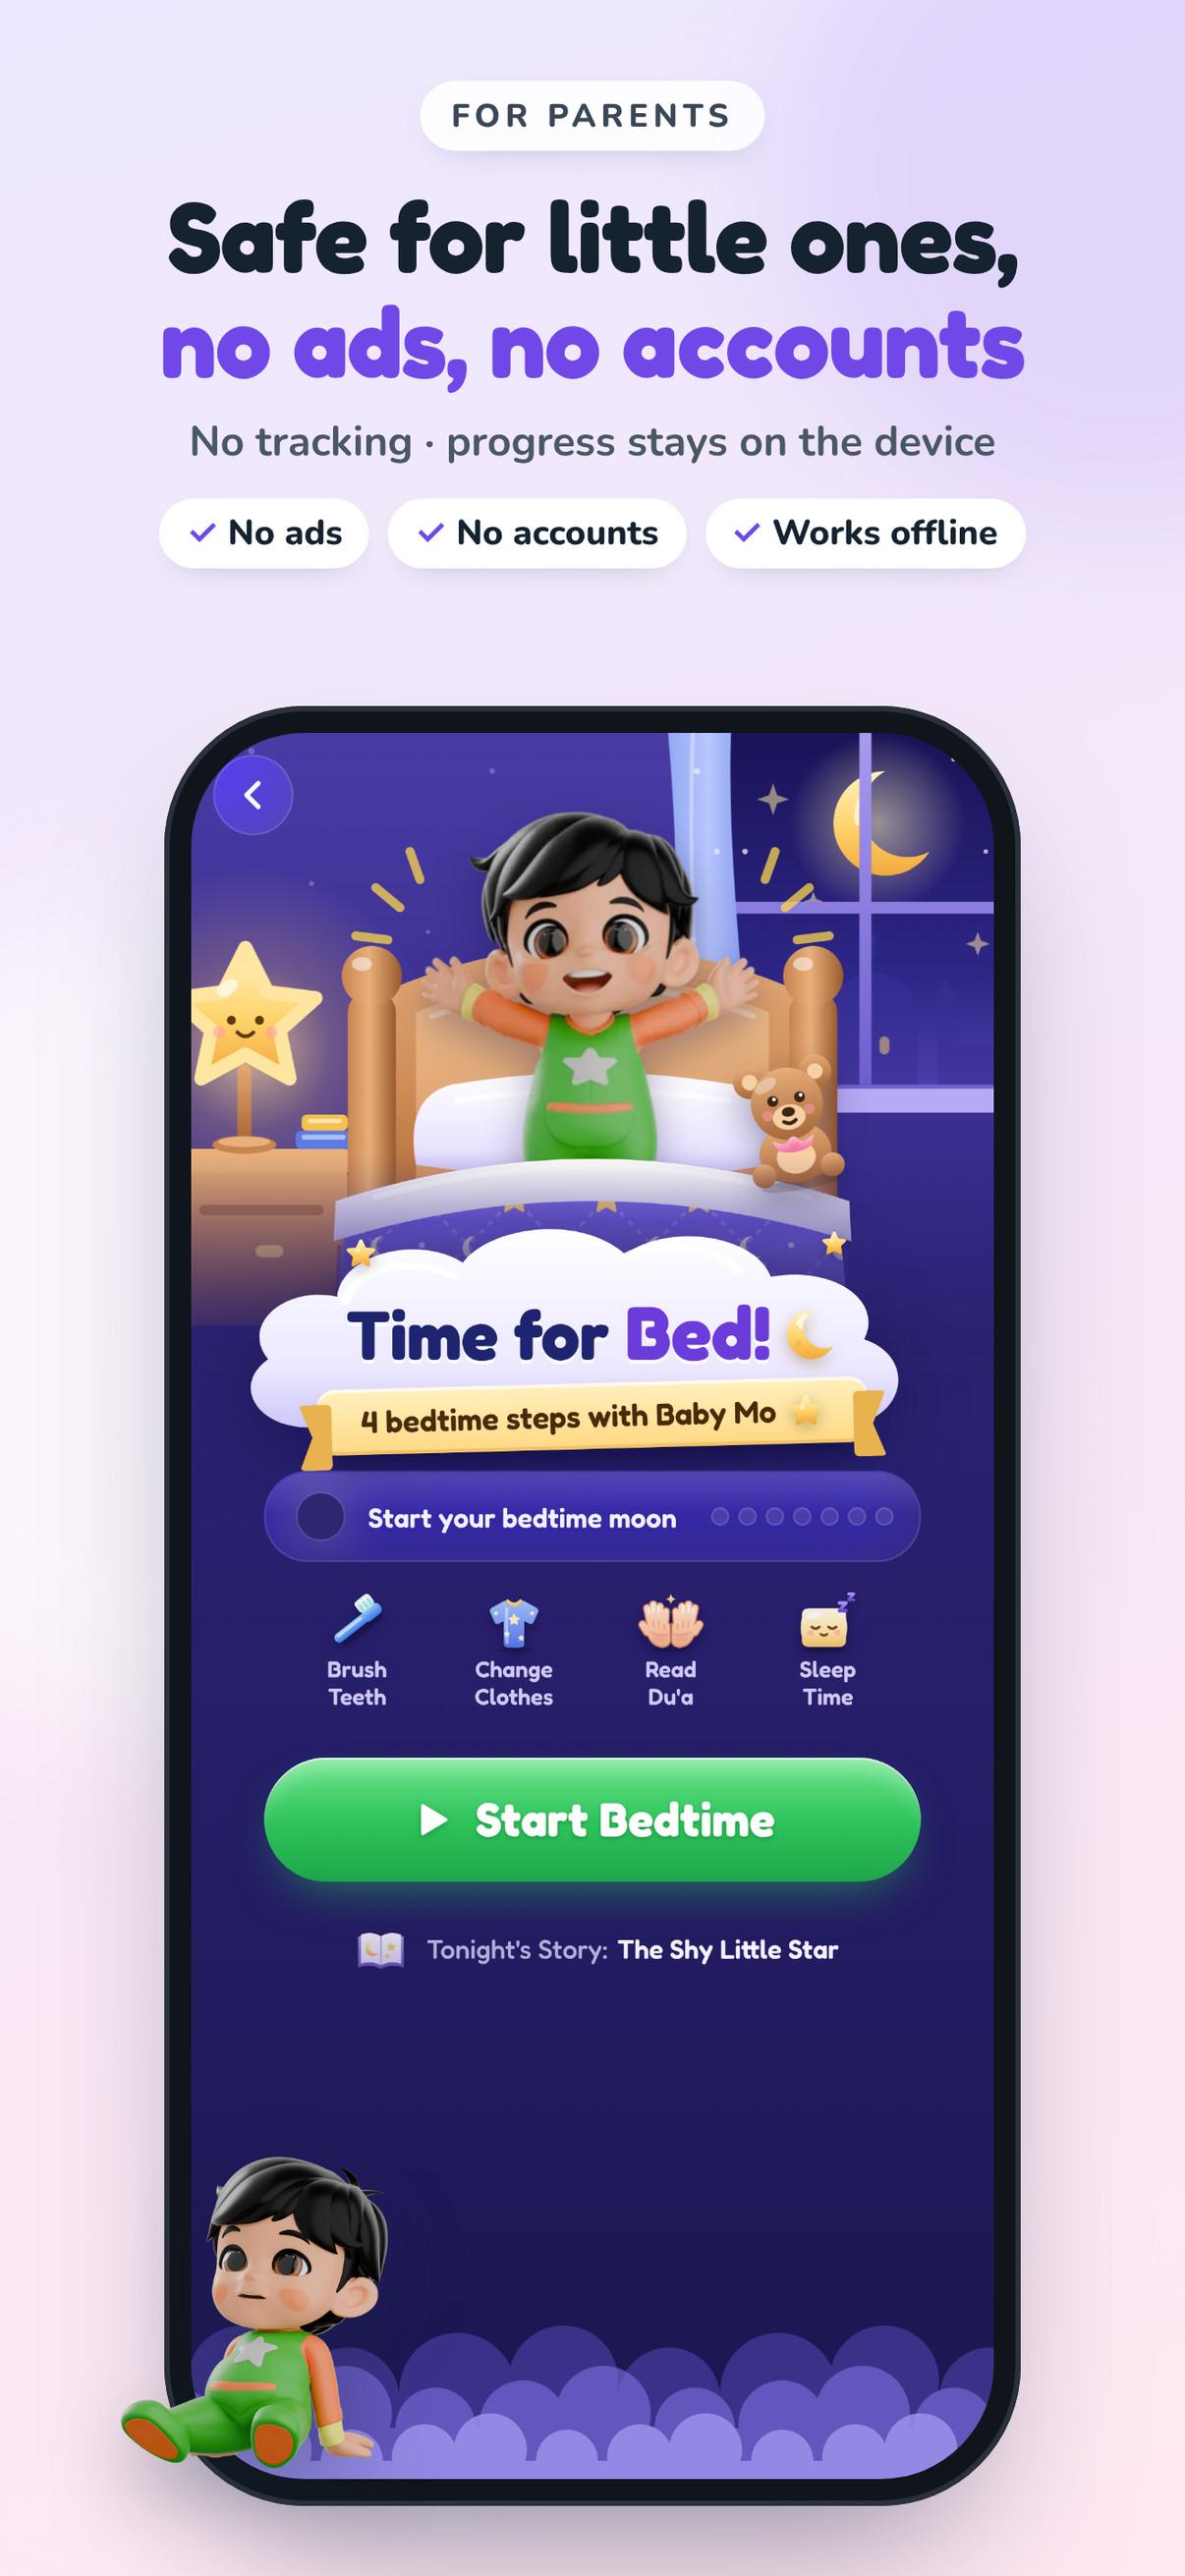 FOR PARENTS
Safe for little ones,
no ads, no accounts
No tracking · progress stays on the device
No ads
No accounts
Works offline
Time for Bed!
4 bedtime steps with Baby Mo
Start your bedtime moon
Brush
Teeth
Change
Clothes
Read
Du'a
z z
Sleep
Time
Start Bedtime
Tonight's Story: The Shy Little Star